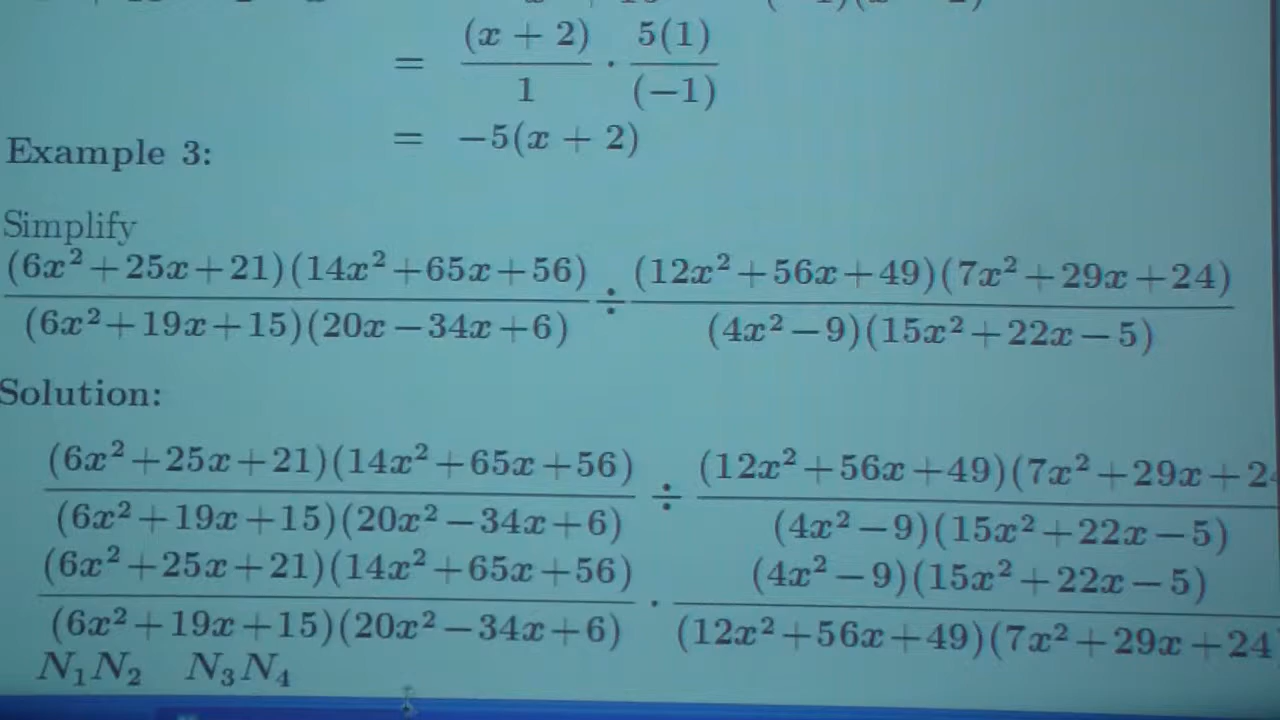 = (x + 2)/1 · 5(1)/(−1)
= −5(x + 2)
Example 3:
Simplify
(6x² + 25x + 21)(14x² + 65x + 56)/(6x² + 19x + 15)(20x − 34x + 6) ÷ (12x² + 56x + 49)(7x² + 29x + 24)/(4x² − 9)(15x² + 22x − 5)
Solution:
(6x² + 25x + 21)(14x² + 65x + 56)/(6x² + 19x + 15)(20x² − 34x + 6) ÷ (12x² + 56x + 49)(7x² + 29x + 2/(4x² − 9)(15x² + 22x − 5)
(6x² + 25x + 21)(14x² + 65x + 56)/(6x² + 19x + 15)(20x² − 34x + 6) · (4x² − 9)(15x² + 22x − 5)/(12x² + 56x + 49)(7x² + 29x + 24
N₁N₂ N₃N₄